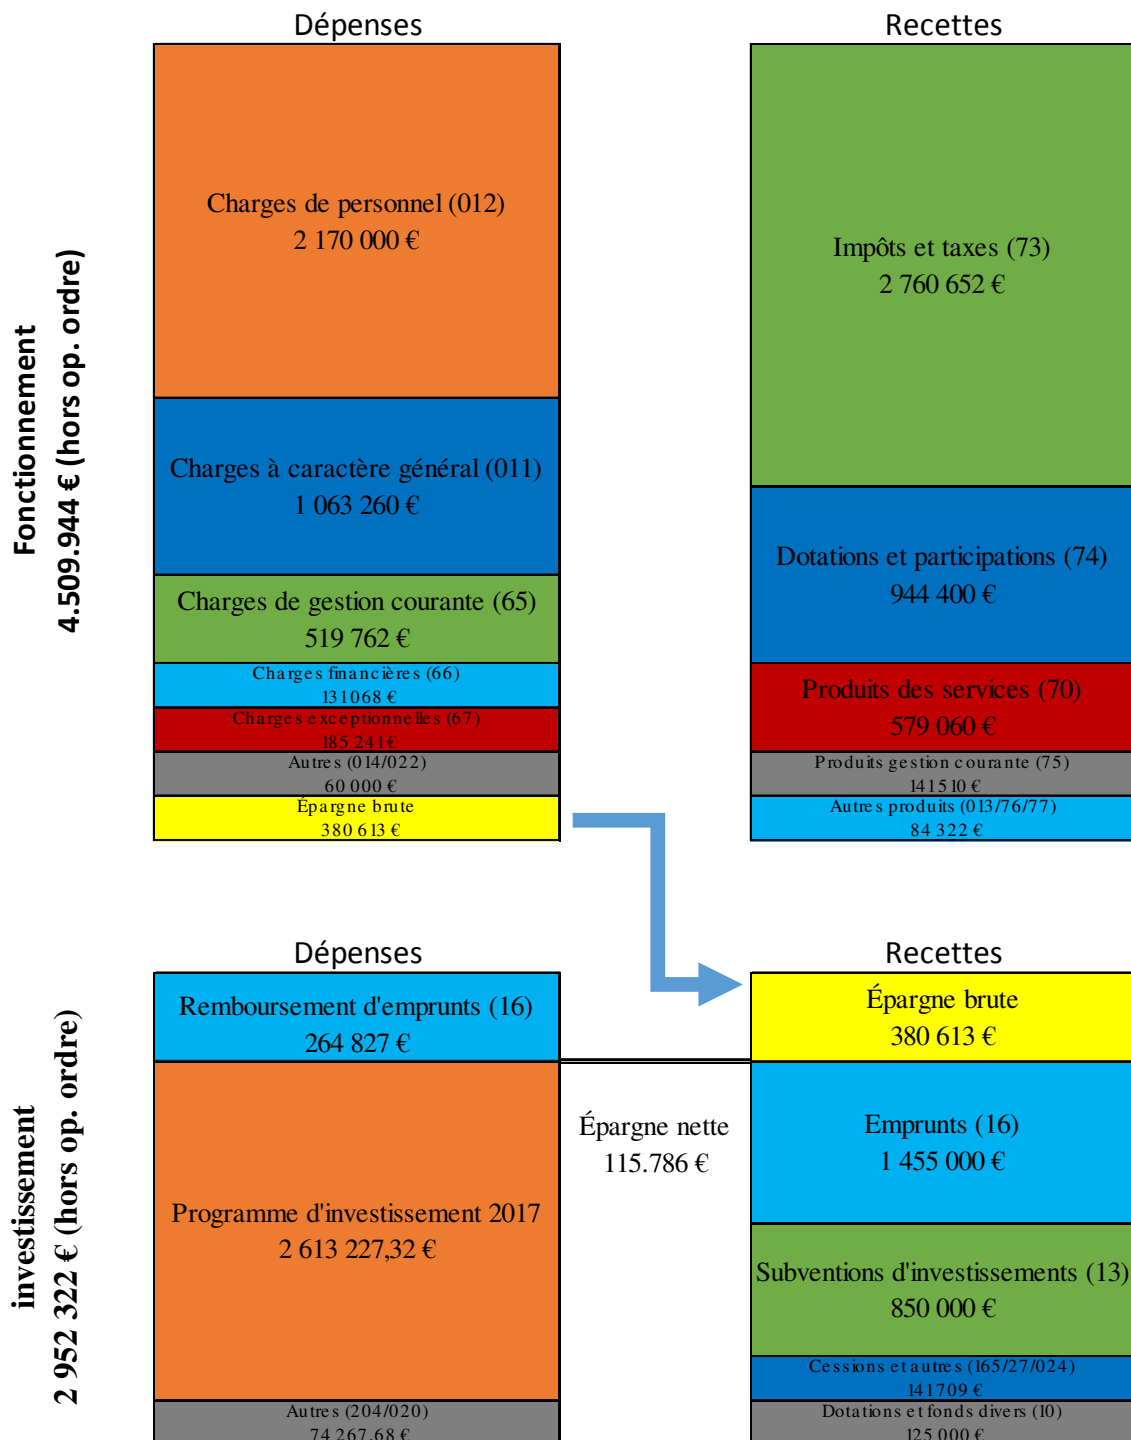 Dépenses
Recettes
Fonctionnement
4.509.944 € (hors op. ordre)
Charges de personnel (012)
2 170 000 €
Charges à caractère général (011)
1 063 260 €
Charges de gestion courante (65)
519 762 €
Charges financières (66)
131 068 €
Charges exceptionnelles (67)
185 241 €
Autres (014/022)
60 000 €
Épargne brute
380 613 €
Impôts et taxes (73)
2 760 652 €
Dotations et participations (74)
944 400 €
Produits des services (70)
579 060 €
Produits gestion courante (75)
141 510 €
Autres produits (013/76/77)
84 322 €
Dépenses
Recettes
investissement
2 952 322 € (hors op. ordre)
Remboursement d'emprunts (16)
264 827 €
Programme d'investissement 2017
2 613 227,32 €
Autres (204/020)
74 267,68 €
Épargne nette
115.786 €
Épargne brute
380 613 €
Emprunts (16)
1 455 000 €
Subventions d'investissements (13)
850 000 €
Cessions et autres (165/27/024)
141 709 €
Dotations et fonds divers (10)
125 000 €